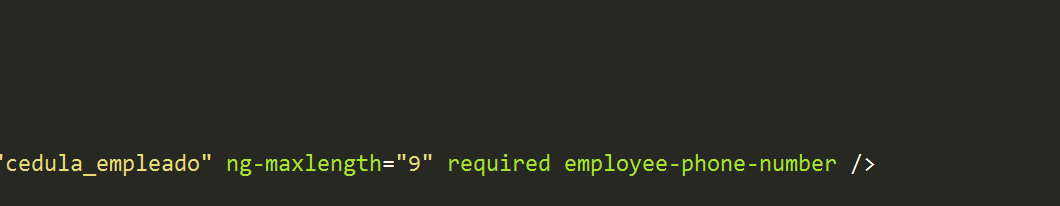 "cedula_empleado" ng-maxlength="9" required employee-phone-number />